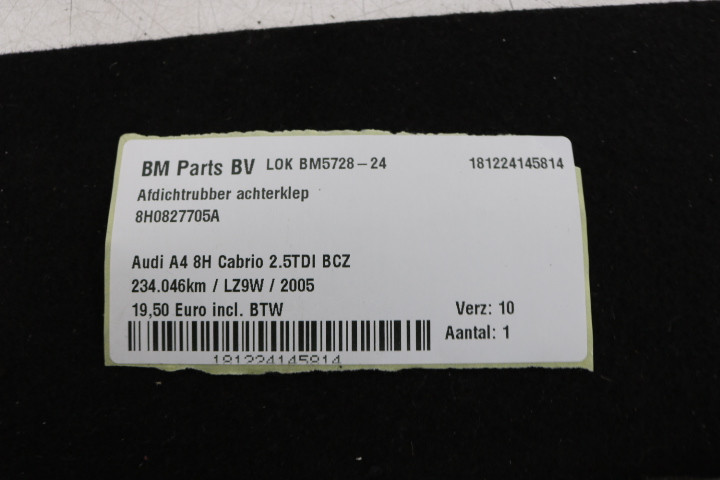 BM Parts BV LOK BM5728-24 181224145814
Afdichtrubber achterklep
8H0827705A
Audi A4 8H Cabrio 2.5TDI BCZ
234.046km / LZ9W / 2005
19,50 Euro incl. BTW Verz: 10
Aantal: 1
181224145814